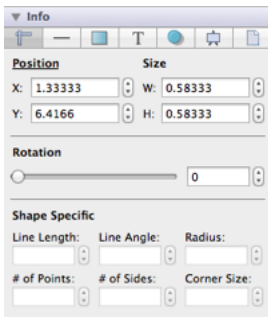 Info
T
Position Size
X: 1.33333 W: 0.58333
Y: 6.4166 H: 0.58333
Rotation
0
Shape Specific
Line Length: Line Angle: Radius:
# of Points: # of Sides: Corner Size: